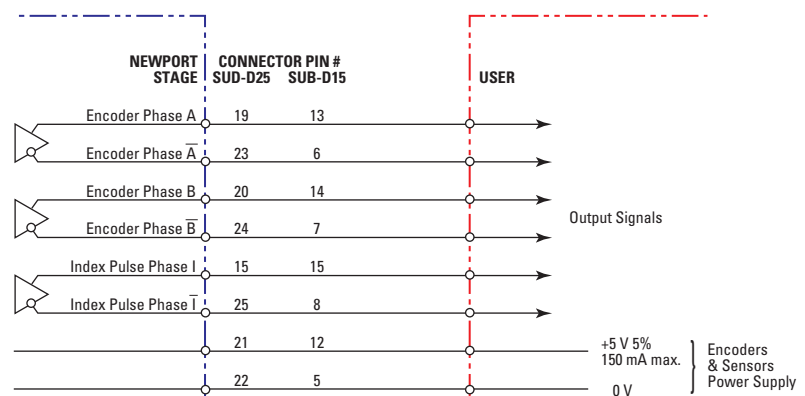 NEWPORT STAGE CONNECTOR PIN # SUD-D25 SUB-D15 USER
Encoder Phase A 19 13
Encoder Phase A̅ 23 6
Encoder Phase B 20 14
Encoder Phase B̅ 24 7
Output Signals
Index Pulse Phase I 15 15
Index Pulse Phase I̅ 25 8
21 12 +5 V 5% 150 mA max.
22 5 0 V
Encoders & Sensors Power Supply